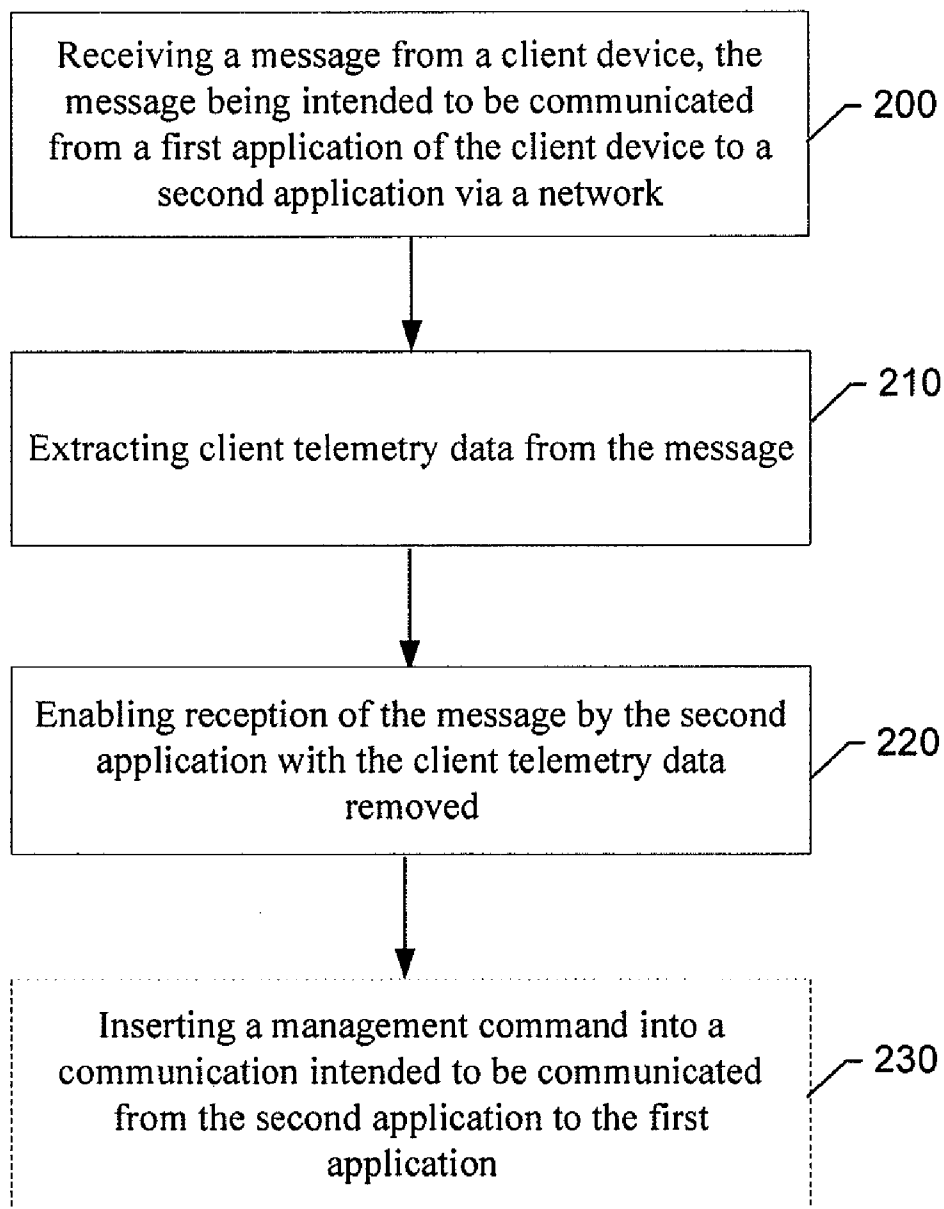 Receiving a message from a client device, the
message being intended to be communicated
from a first application of the client device to a
second application via a network
200
Extracting client telemetry data from the message
210
Enabling reception of the message by the second
application with the client telemetry data
removed
220
Inserting a management command into a
communication intended to be communicated
from the second application to the first
application
230